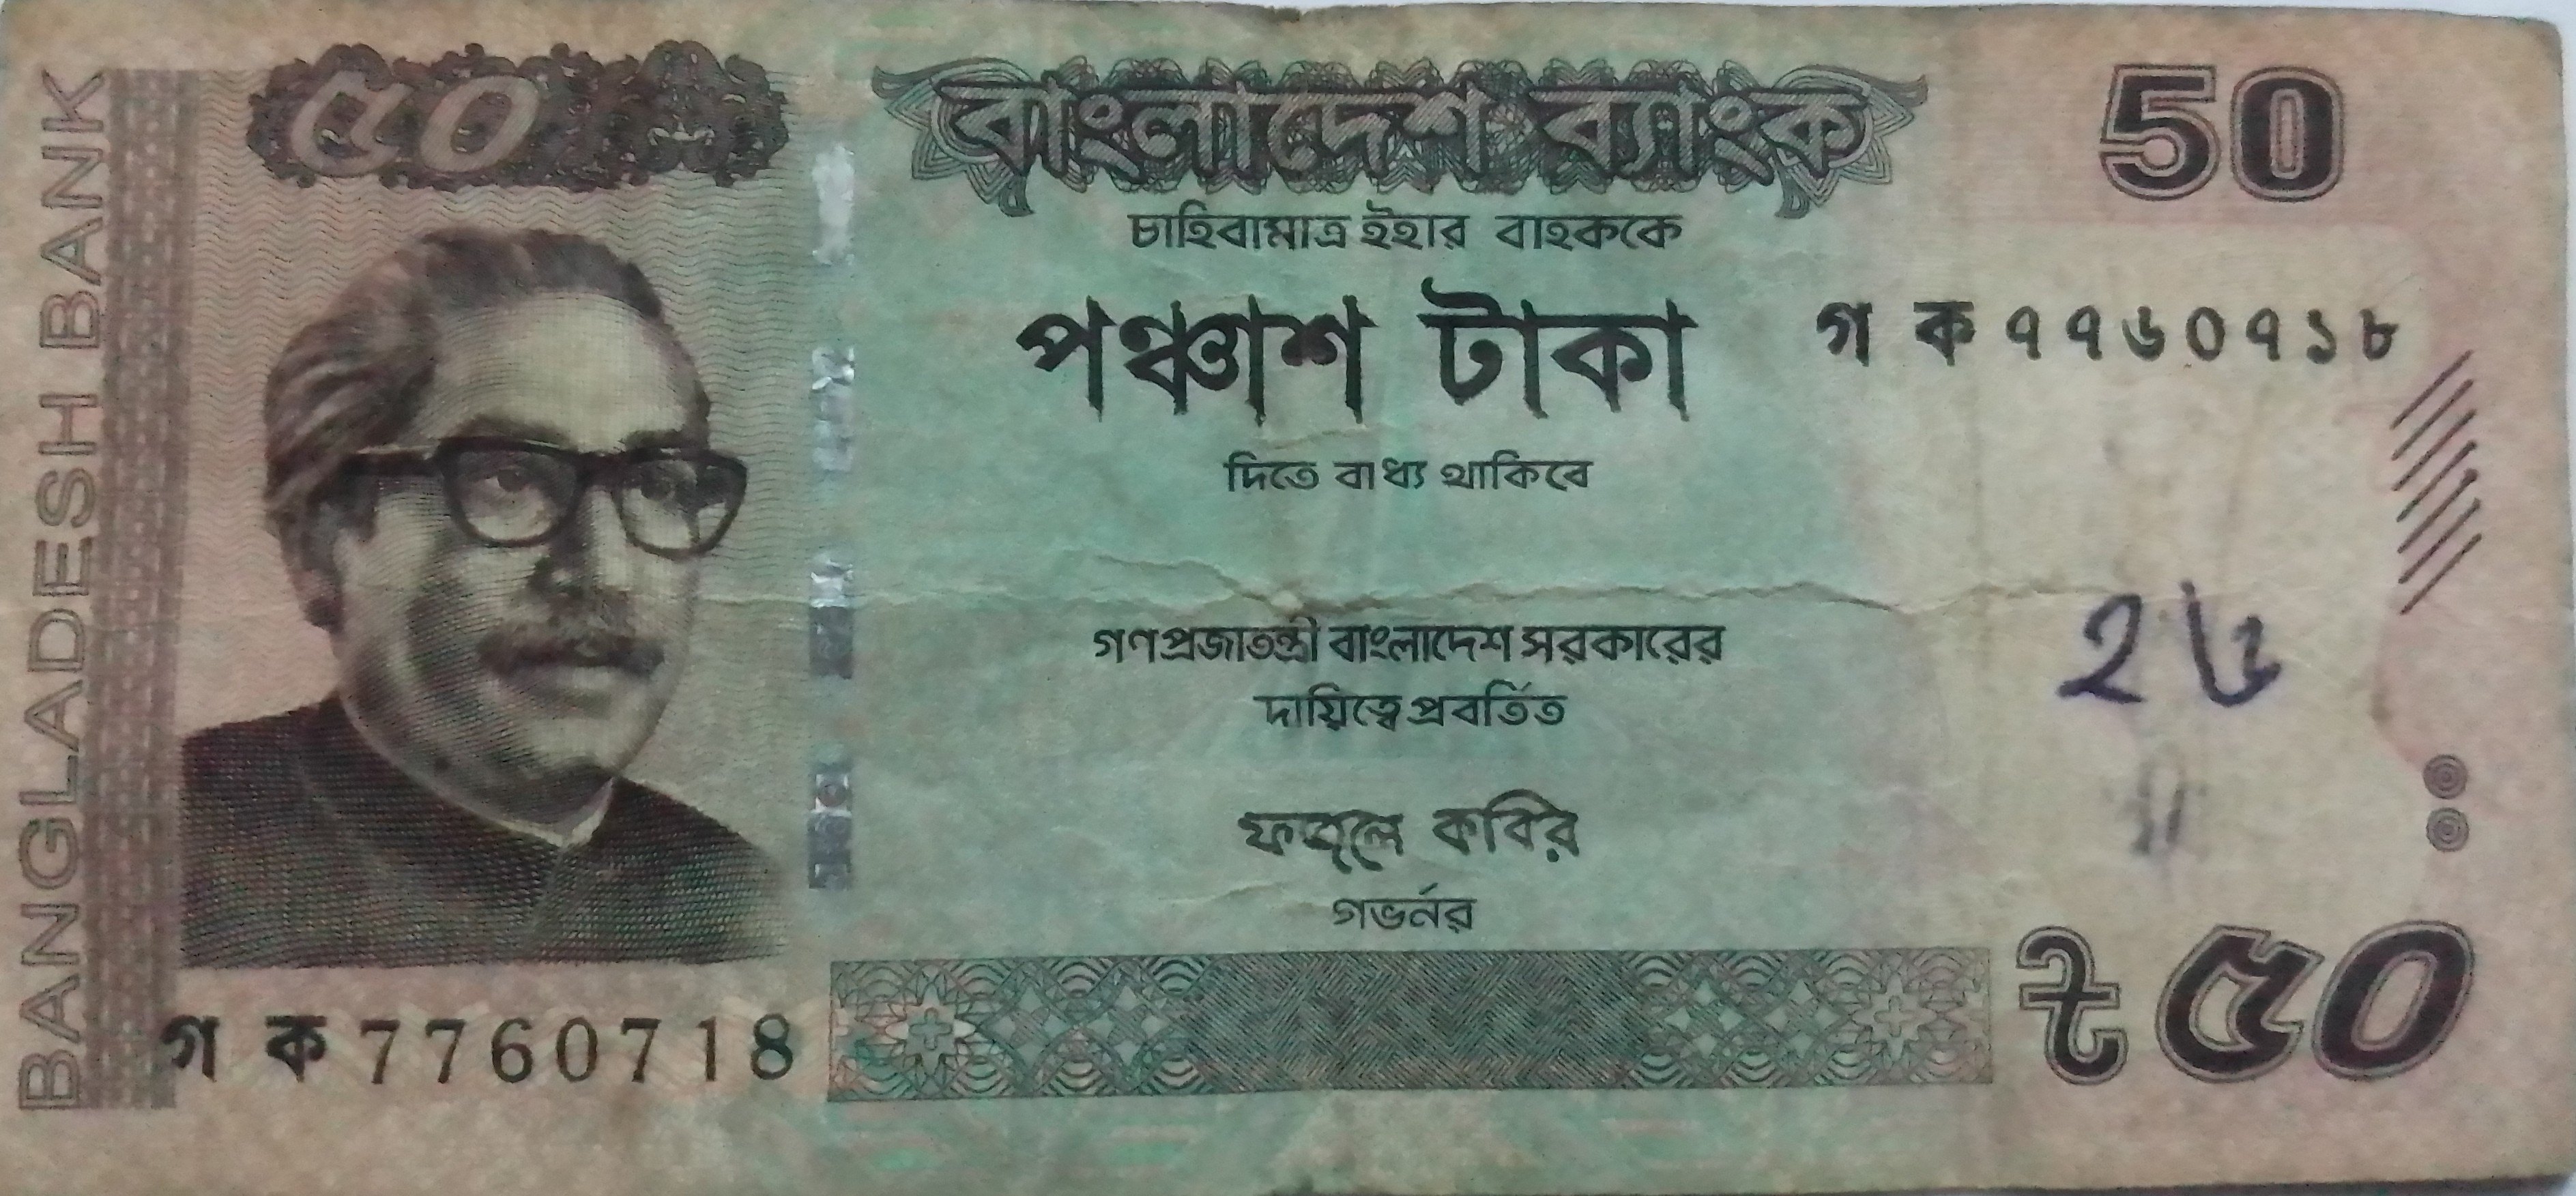 BANGLADESH BANK
৫০
বাংলাদেশ ব্যাংক
50
চাহিবামাত্র ইহার বাহককে
পঞ্চাশ টাকা
গ ক ৭৭৬০৭১৮
দিতে বাধ্য থাকিবে
গণপ্রজাতন্ত্রী বাংলাদেশ সরকারের
দায়িত্বে প্রবর্তিত
ফজলে কবির
গভর্নর
গ ক 7760718
৳ ৫০